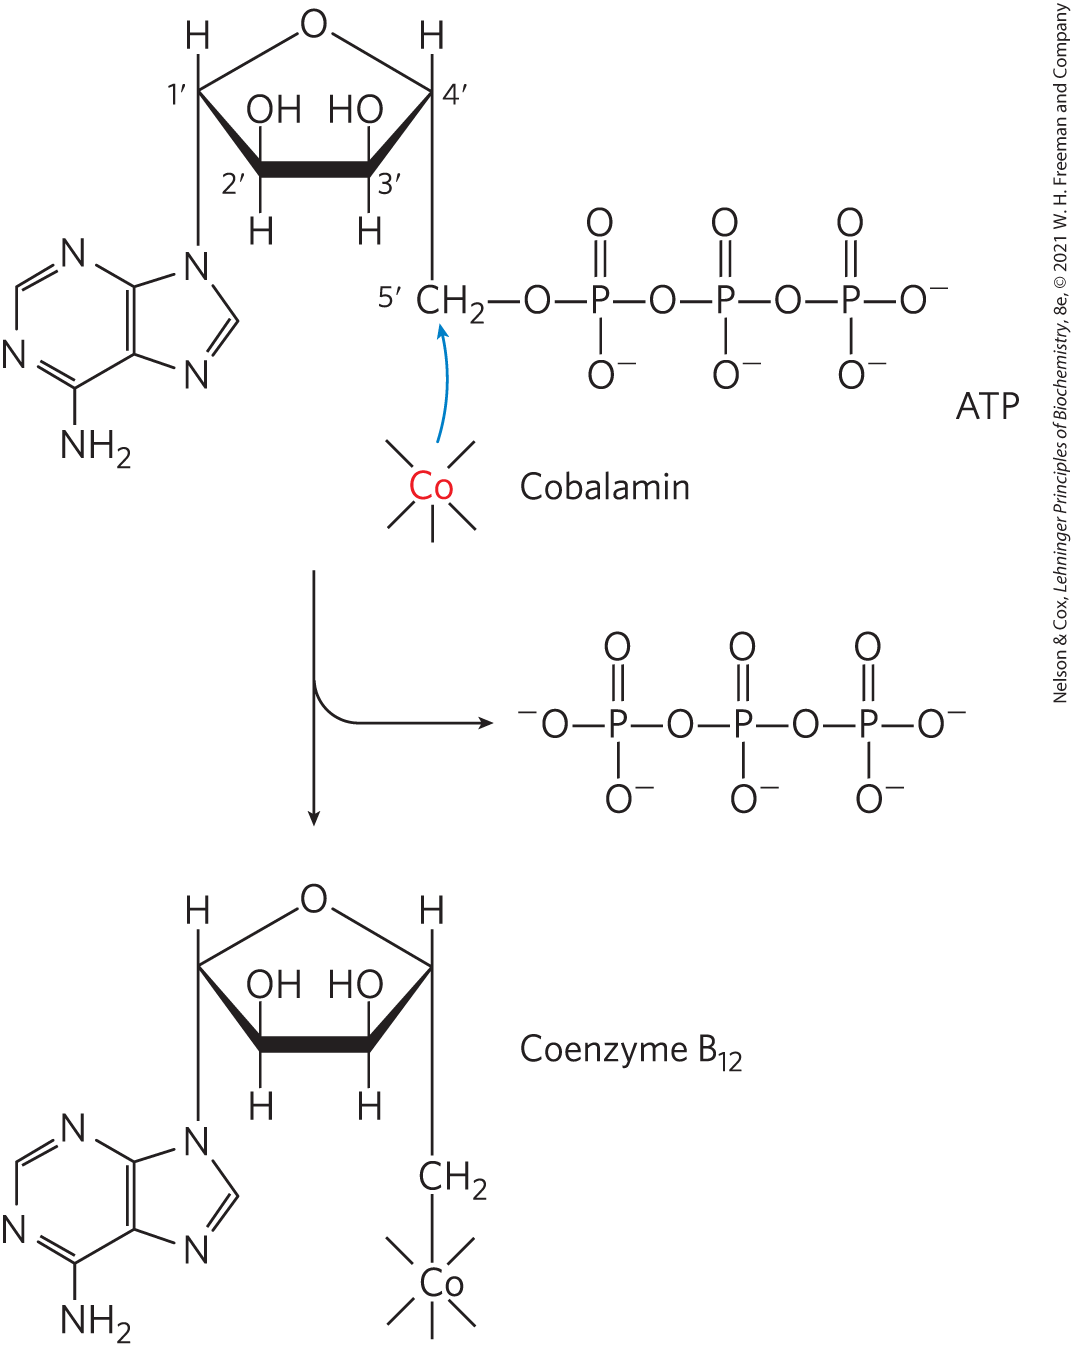 H O H
1′ OH HO 4′
2′ 3′
H H
N N O O O
5′ CH2—O—P—O—P—O—P—O−
N N O− O− O−
NH2
ATP
Co Cobalamin
O O O
−O—P—O—P—O—P—O−
O− O− O−
H O H
OH HO
Coenzyme B12
H H
N N
CH2
N N
Co
NH2
Nelson & Cox, Lehninger Principles of Biochemistry, 8e, © 2021 W. H. Freeman and Company